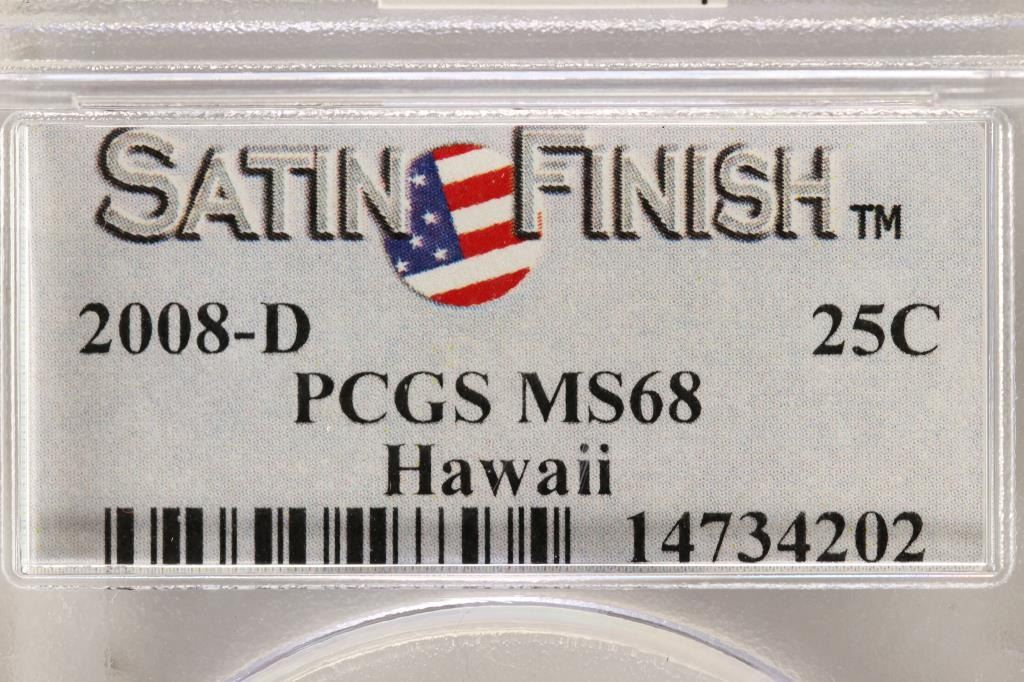 SATIN FINISH™
2008-D 25C
PCGS MS68
Hawaii
14734202